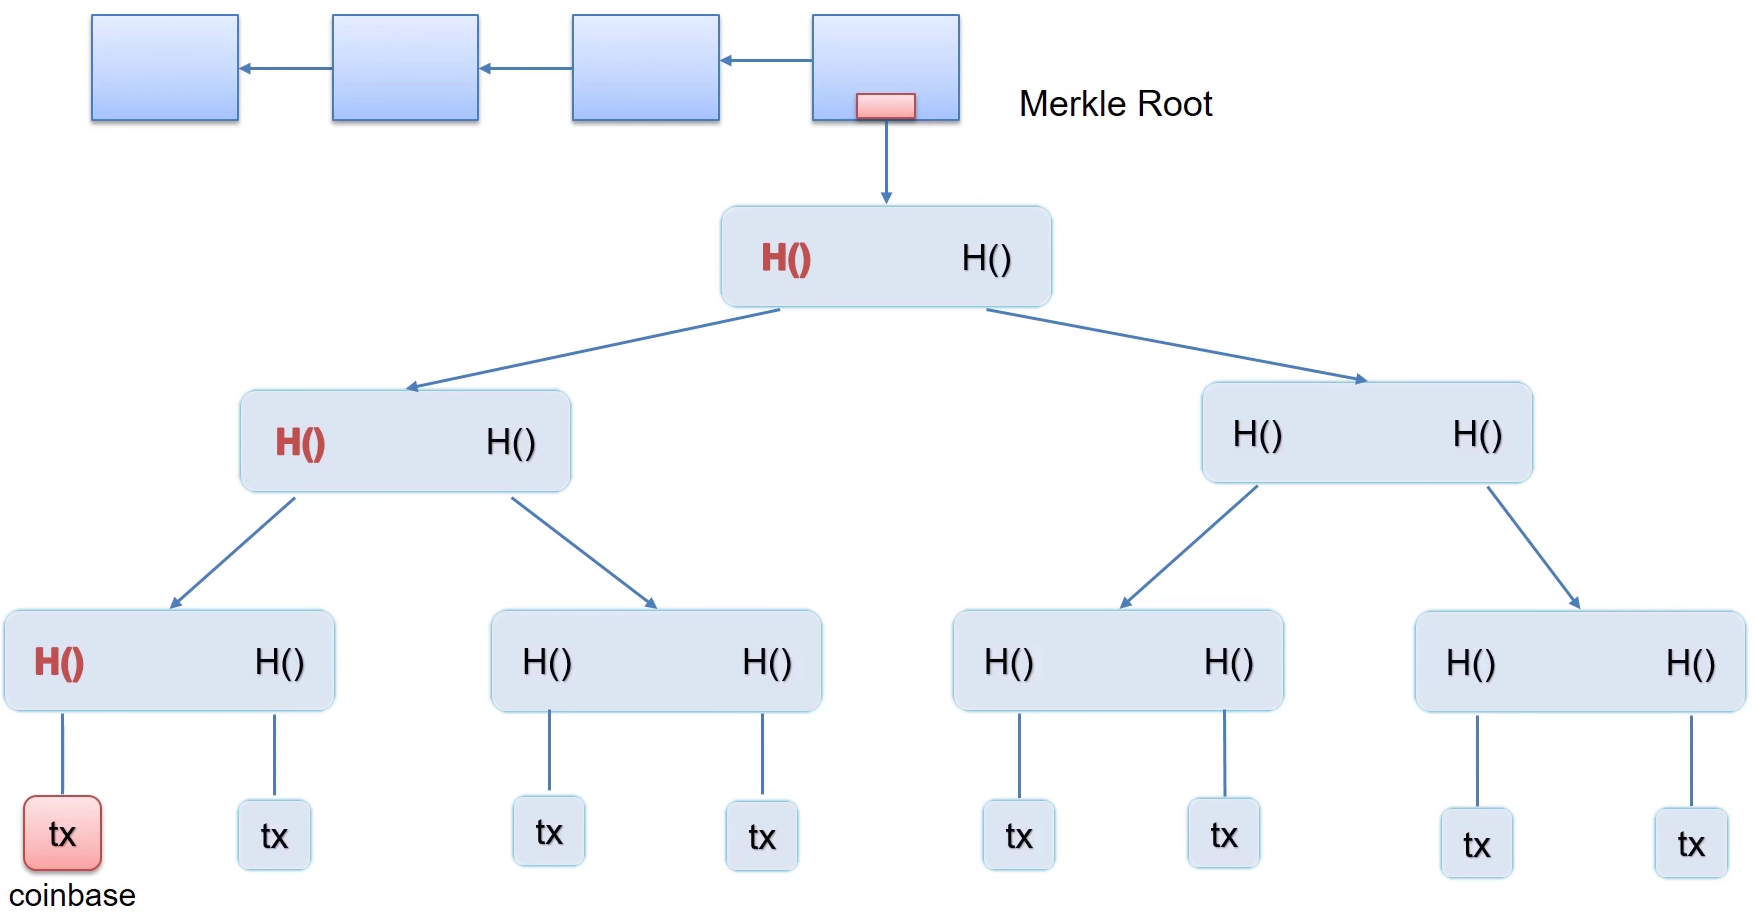 Merkle Root
H() H()
H() H() H() H()
H() H() H() H() H() H() H() H()
tx tx tx tx tx tx tx tx
coinbase